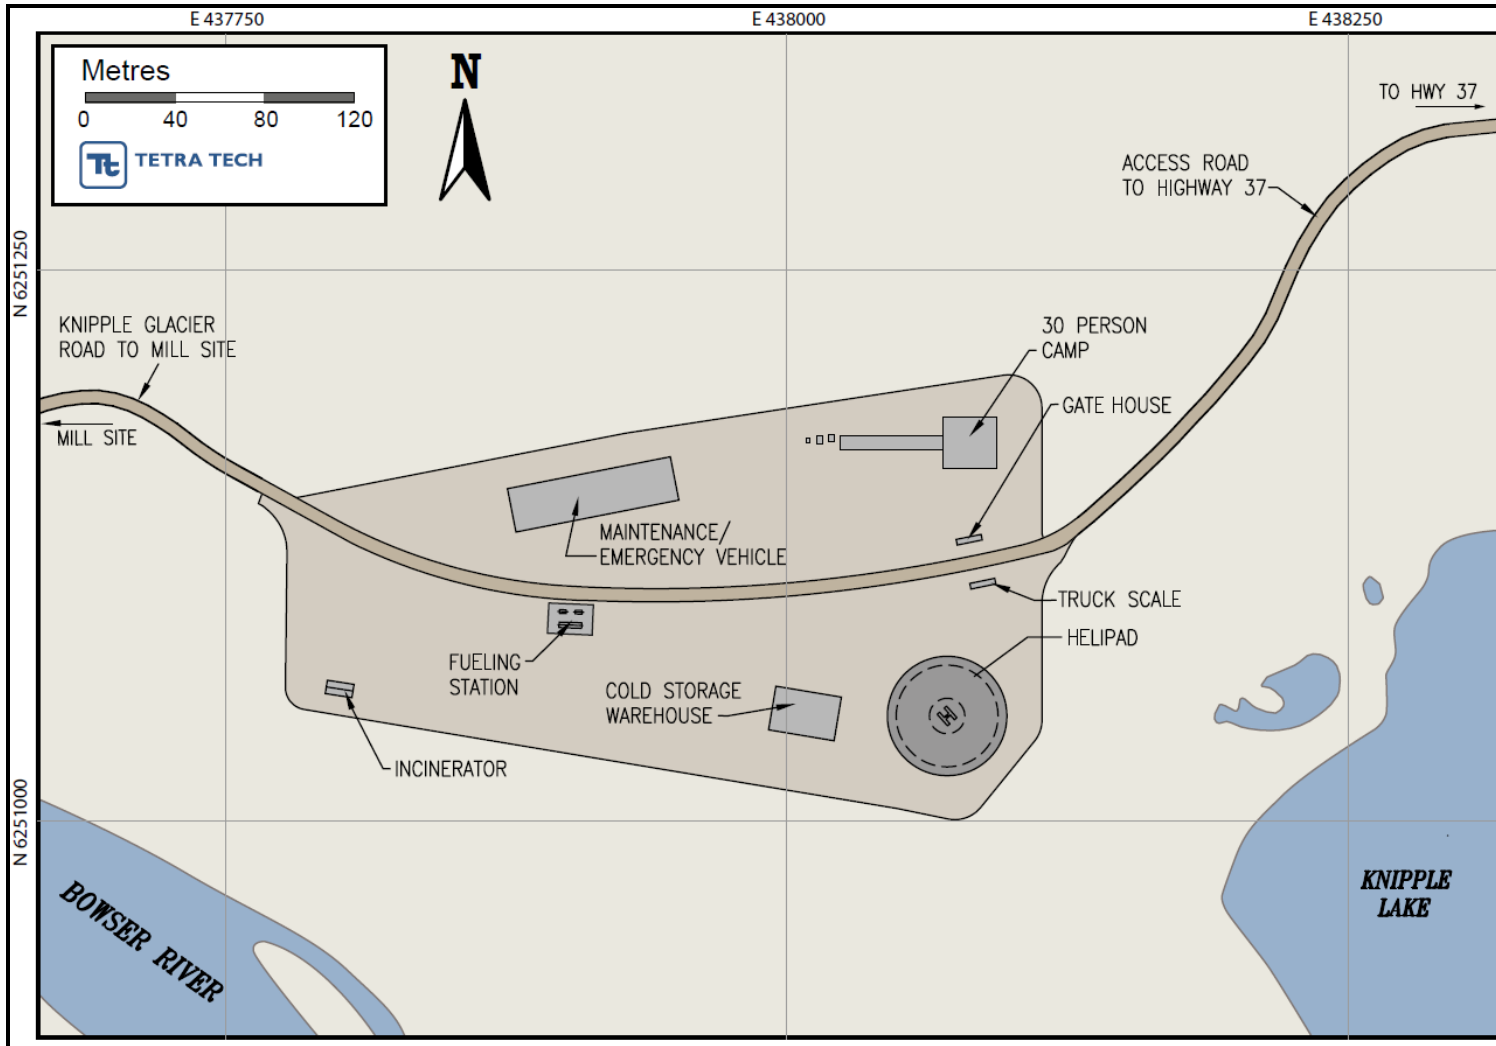 E 437750
E 438000
E 438250
Metres
0 40 80 120
Tt TETRA TECH
N
TO HWY 37
ACCESS ROAD
TO HIGHWAY 37
N 6251250
KNIPPLE GLACIER
ROAD TO MILL SITE
MILL SITE
30 PERSON
CAMP
GATE HOUSE
MAINTENANCE/
EMERGENCY VEHICLE
TRUCK SCALE
HELIPAD
H
FUELING
STATION
COLD STORAGE
WAREHOUSE
INCINERATOR
N 6251000
BOWSER RIVER
KNIPPLE
LAKE